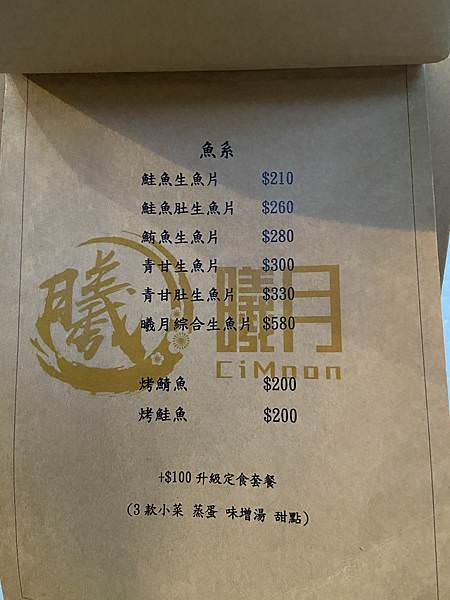 魚系
鮭魚生魚片 $210
鮭魚肚生魚片 $260
鮪魚生魚片 $280
青甘生魚片 $300
青甘肚生魚片 $330
曦月綜合生魚片 $580
曦
曦月
CiMoon
烤鯖魚 $200
烤鮭魚 $200
+$100 升級定食套餐
(3 款小菜 蒸蛋 味增湯 甜點)